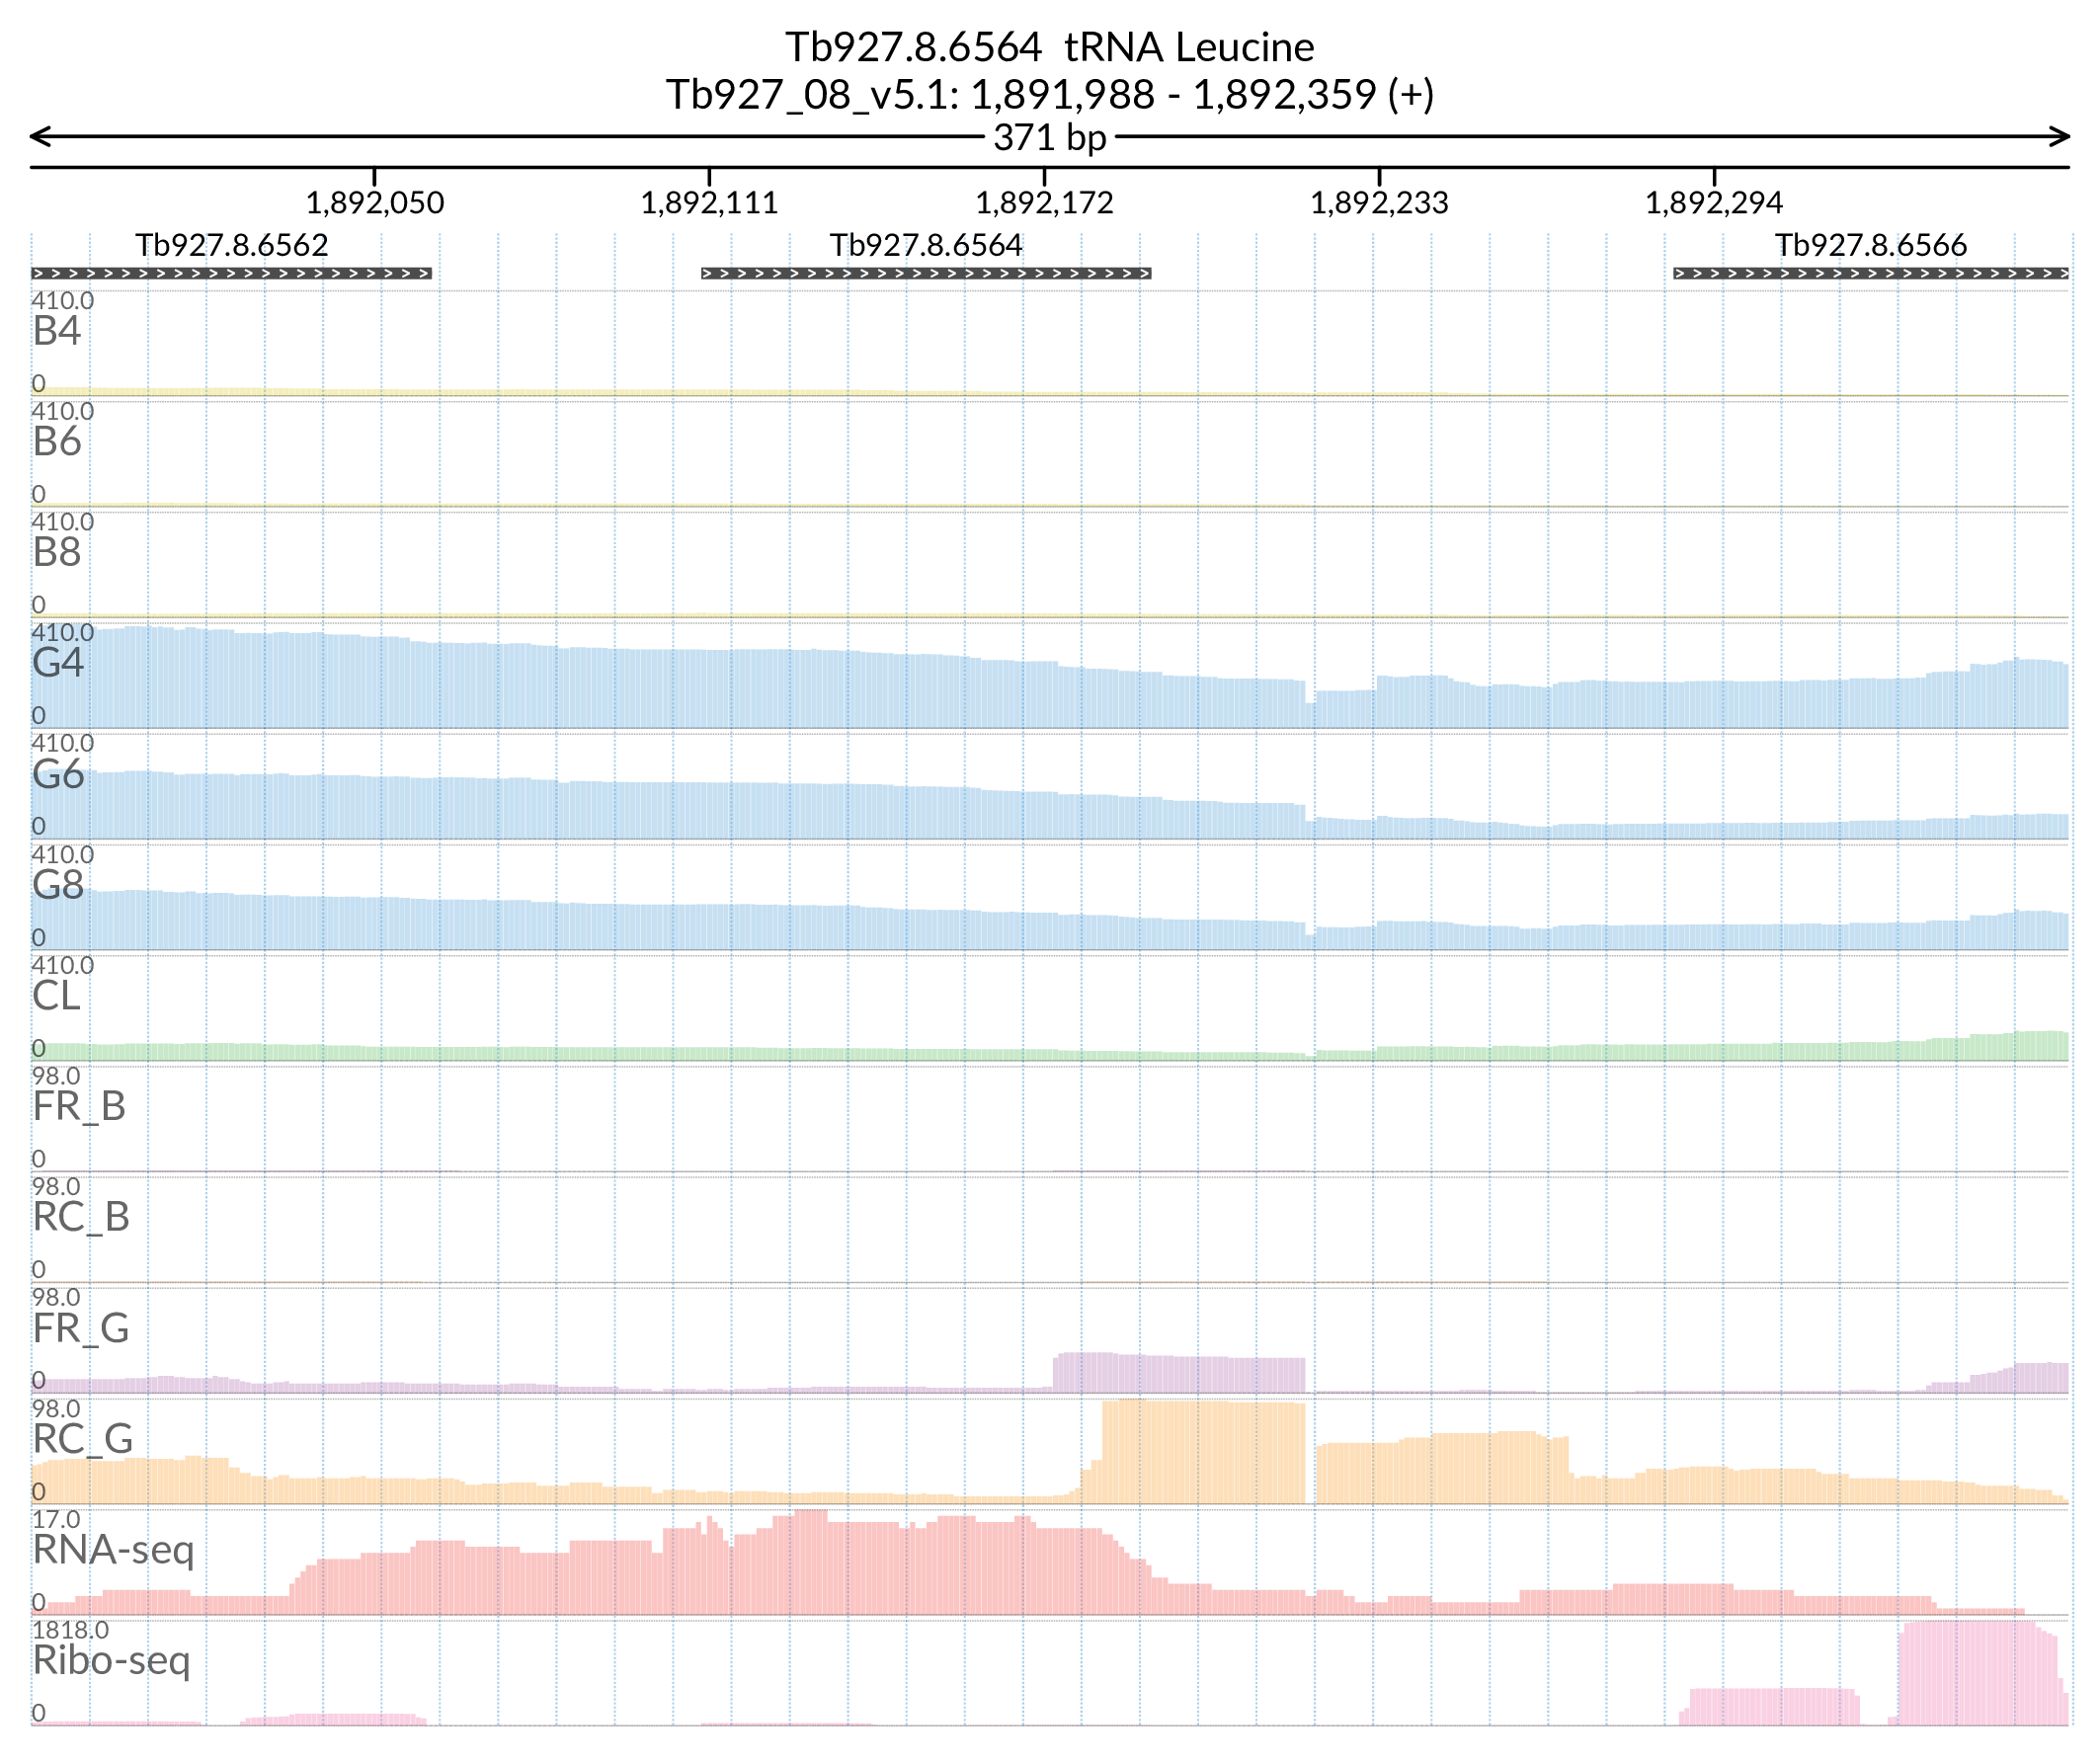 Tb927.8.6564 tRNA Leucine
Tb927_08_v5.1: 1,891,988 - 1,892,359 (+)
371 bp
1,892,050 1,892,111 1,892,172 1,892,233 1,892,294
Tb927.8.6562 Tb927.8.6564 Tb927.8.6566
410.0
B4
0
410.0
B6
0
410.0
B8
0
410.0
G4
0
410.0
G6
0
410.0
G8
0
410.0
CL
0
98.0
FR_B
0
98.0
RC_B
0
98.0
FR_G
0
98.0
RC_G
0
17.0
RNA-seq
0
1818.0
Ribo-seq
0